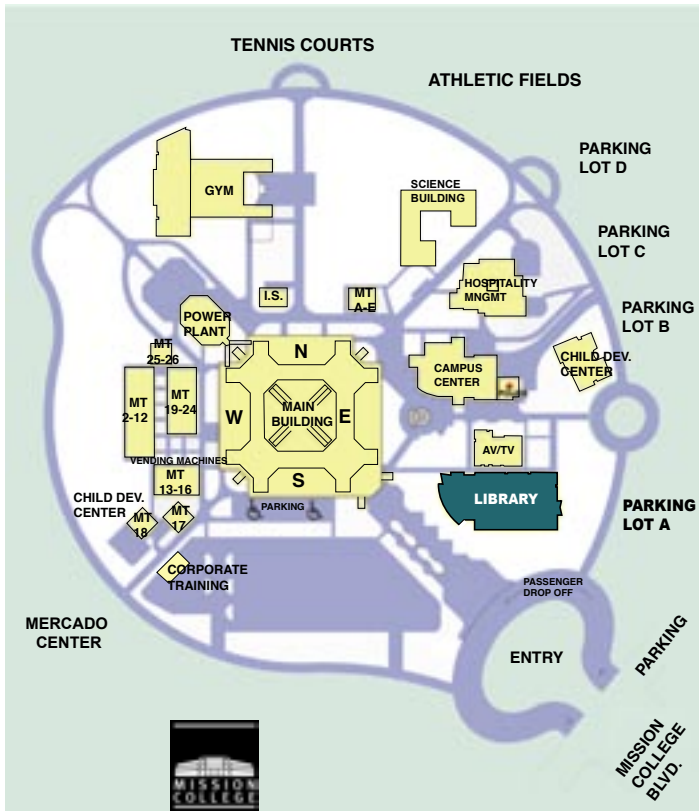 TENNIS COURTS
ATHLETIC FIELDS
PARKING
LOT D
SCIENCE
BUILDING
GYM
PARKING
LOT C
HOSPITALITY
MNGMT
I.S.
MT
A-E
PARKING
LOT B
POWER
PLANT
MT
25-26
N
CHILD DEV.
CENTER
CAMPUS
CENTER
MT
2-12
MT
19-24
W
MAIN
BUILDING
E
AV/TV
VENDING MACHINES
S
MT
13-16
LIBRARY
CHILD DEV.
CENTER
PARKING
PARKING
LOT A
MT
17
MT
18
CORPORATE
TRAINING
PASSENGER
DROP OFF
MERCADO
CENTER
ENTRY
PARKING
MISSION
COLLEGE
BLVD.
MISSION
COLLEGE